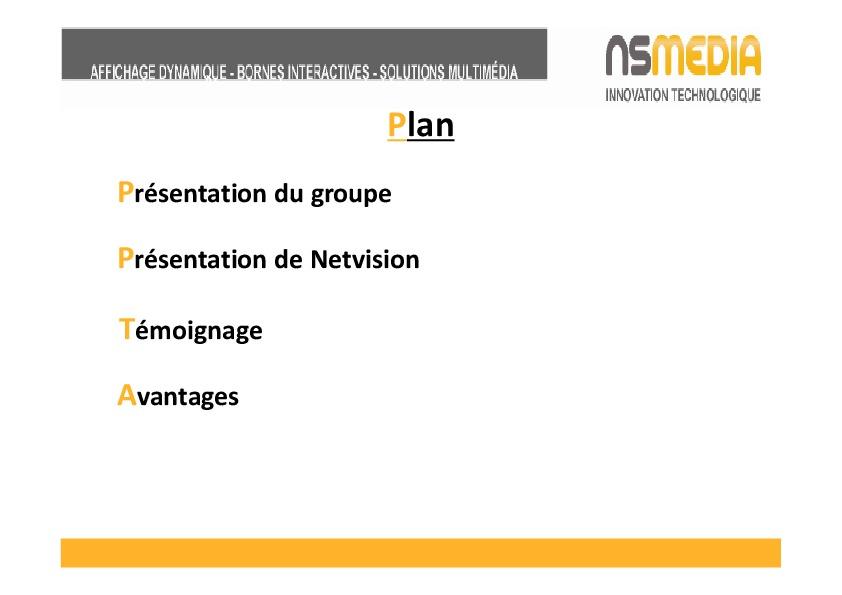 AFFICHAGE DYNAMIQUE - BORNES INTERACTIVES - SOLUTIONS MULTIMÉDIA
nsmedia
INNOVATION TECHNOLOGIQUE
Plan
Présentation du groupe
Présentation de Netvision
Témoignage
Avantages